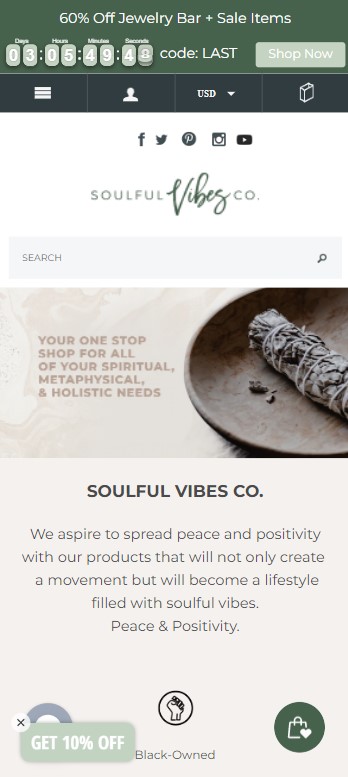 60% Off Jewelry Bar + Sale Items
Days Hours Minutes Seconds
03:05:49:48 code: LAST Shop Now
USD
SOULFUL Vibes CO.
SEARCH
YOUR ONE STOP
SHOP FOR ALL
OF YOUR SPIRITUAL,
METAPHYSICAL,
& HOLISTIC NEEDS
SOULFUL VIBES CO.
We aspire to spread peace and positivity
with our products that will not only create
a movement but will become a lifestyle
filled with soulful vibes.
Peace & Positivity.
GET 10% OFF
Black-Owned